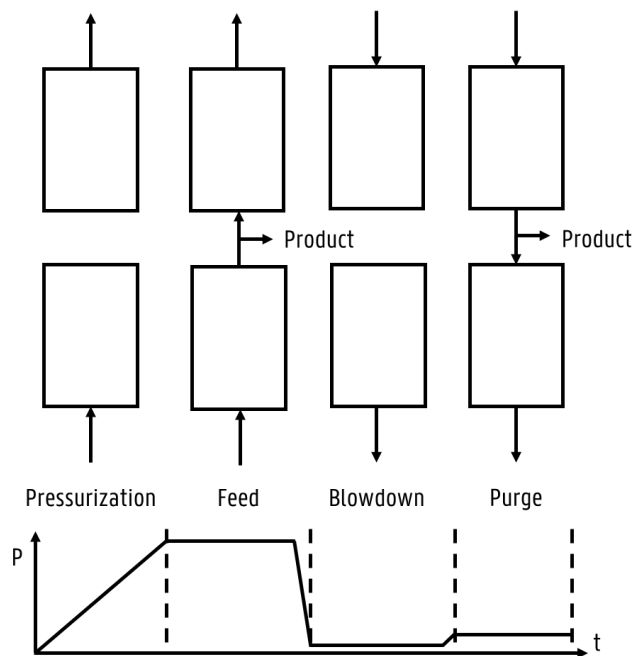 Product
Product
Pressurization
Feed
Blowdown
Purge
P
t